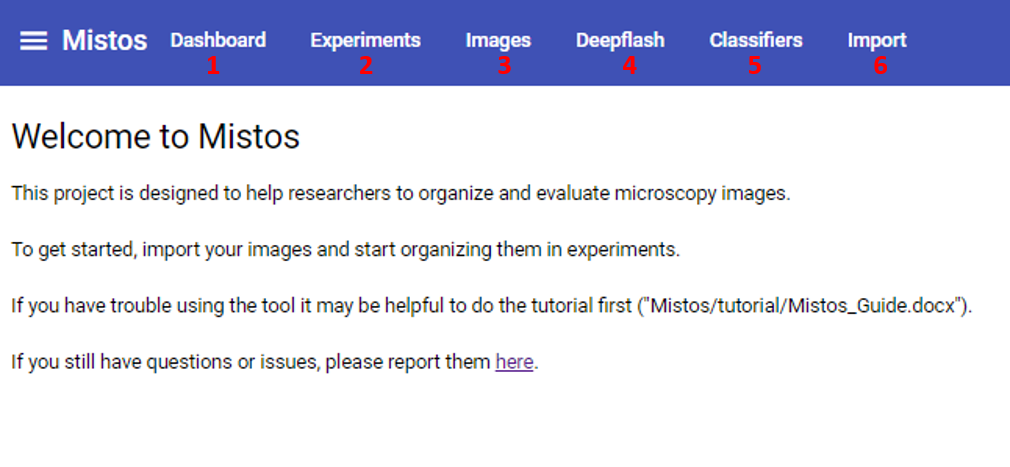 Mistos Dashboard Experiments Images Deepflash Classifiers Import
1 2 3 4 5 6
Welcome to Mistos
This project is designed to help researchers to organize and evaluate microscopy images.
To get started, import your images and start organizing them in experiments.
If you have trouble using the tool it may be helpful to do the tutorial first ("Mistos/tutorial/Mistos_Guide.docx").
If you still have questions or issues, please report them here.